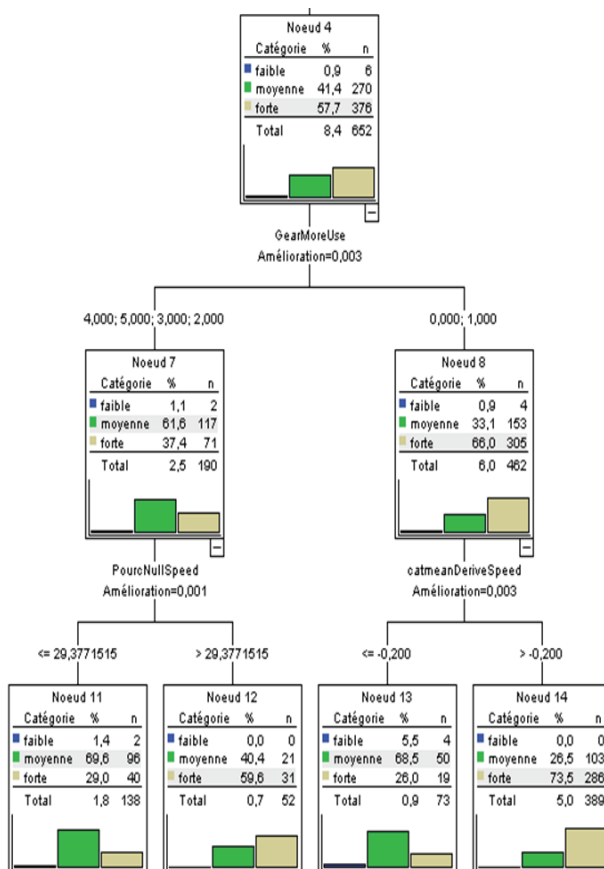 Noeud 4
Catégorie % n
faible 0,9 6
moyenne 41,4 270
forte 57,7 376
Total 8,4 652
GearMoreUse
Amélioration=0,003
4,000; 5,000; 3,000; 2,000
0,000; 1,000
Noeud 7
Catégorie % n
faible 1,1 2
moyenne 61,6 117
forte 37,4 71
Total 2,5 190
Noeud 8
Catégorie % n
faible 0,9 4
moyenne 33,1 153
forte 66,0 305
Total 6,0 462
PourcNullSpeed
Amélioration=0,001
catmeanDeriveSpeed
Amélioration=0,003
<= 29,3771515
> 29,3771515
<= -0,200
> -0,200
Noeud 11
Catégorie % n
faible 1,4 2
moyenne 69,6 96
forte 29,0 40
Total 1,8 138
Noeud 12
Catégorie % n
faible 0,0 0
moyenne 40,4 21
forte 59,6 31
Total 0,7 52
Noeud 13
Catégorie % n
faible 5,5 4
moyenne 68,5 50
forte 26,0 19
Total 0,9 73
Noeud 14
Catégorie % n
faible 0,0 0
moyenne 26,5 103
forte 73,5 286
Total 5,0 389